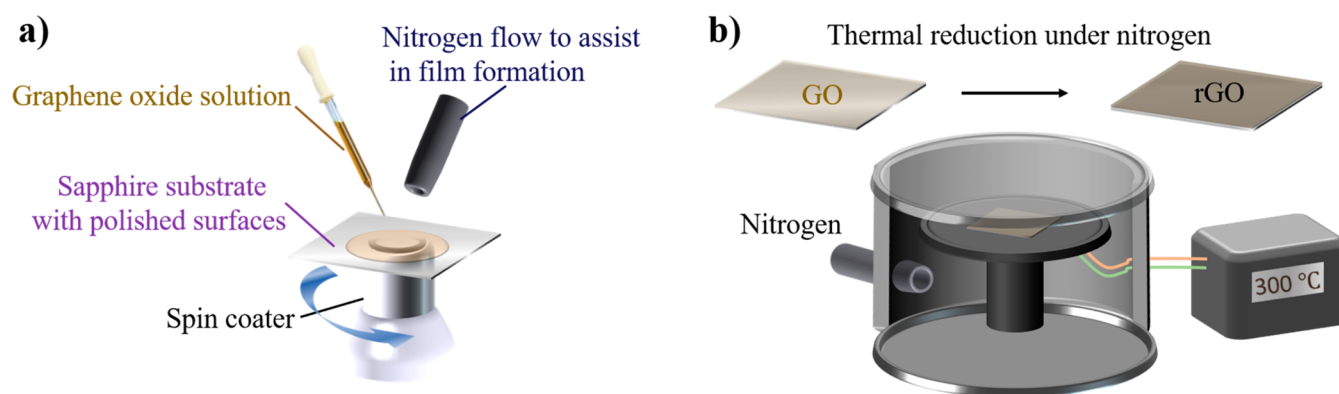 a)
Nitrogen flow to assist
in film formation
Graphene oxide solution
Sapphire substrate
with polished surfaces
Spin coater
b)
Thermal reduction under nitrogen
GO
rGO
Nitrogen
300 °C